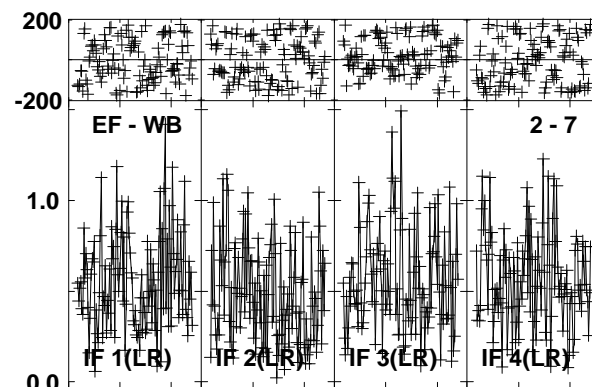 200
-200
EF - WB 2 - 7
1.0
IF 1(LR) IF 2(LR) IF 3(LR) IF 4(LR)
0.0